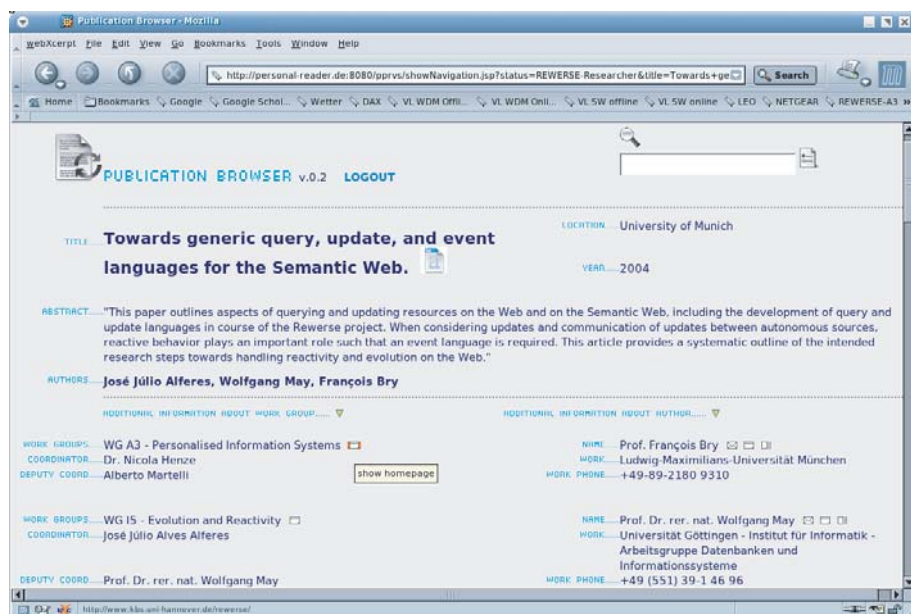 Publication Browser - Mozilla
webXcerpt File Edit View Go Bookmarks Tools Window Help
http://personal-reader.de:8080/pprvs/showNavigation.jsp?status=REWERSE-Researcher&title=Towards+ge
Search
Home Bookmarks Google Google Schol... Wetter DAX VL WDM Offli... VL WDM Onli... VL SW offline VL SW online LEO NETGEAR REWERSE-A3
PUBLICATION BROWSER v.0.2 LOGOUT
TITLE Towards generic query, update, and event
languages for the Semantic Web.
LOCATION University of Munich
YEAR 2004
ABSTRACT "This paper outlines aspects of querying and updating resources on the Web and on the Semantic Web, including the development of query and
update languages in course of the Rewerse project. When considering updates and communication of updates between autonomous sources,
reactive behavior plays an important role such that an event language is required. This article provides a systematic outline of the intended
research steps towards handling reactivity and evolution on the Web."
AUTHORS José Júlio Alferes, Wolfgang May, François Bry
ADDITIONAL INFORMATION ABOUT WORK GROUP
WORK GROUPS WG A3 - Personalised Information Systems
COORDINATOR Dr. Nicola Henze
DEPUTY COORD Alberto Martelli
show homepage
WORK GROUPS WG I5 - Evolution and Reactivity
COORDINATOR José Júlio Alves Alferes
DEPUTY COORD Prof. Dr. rer. nat. Wolfgang May
ADDITIONAL INFORMATION ABOUT AUTHOR
NAME Prof. François Bry
WORK Ludwig-Maximilians-Universität München
WORK PHONE +49-89-2180 9310
NAME Prof. Dr. rer. nat. Wolfgang May
WORK Universität Göttingen - Institut für Informatik -
Arbeitsgruppe Datenbanken und
Informationssysteme
WORK PHONE +49 (551) 39-1 46 96
http://www.kbs.uni-hannover.de/rewerse/